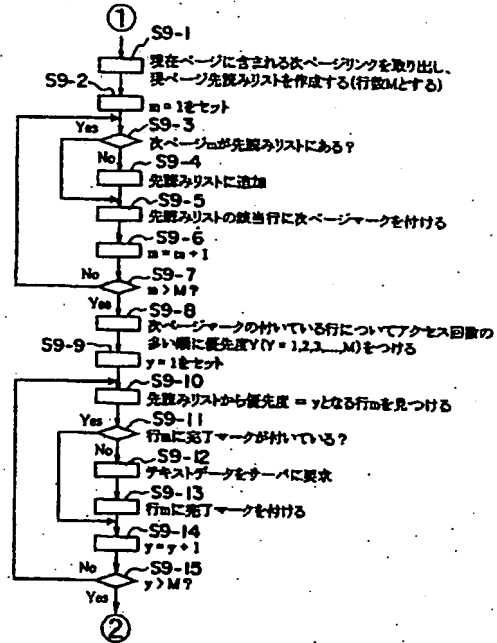 ①
S9-1
現在ページに含まれる次ページリンクを取り出し、
現ページ先読みリストを作成する(行数Mとする)
S9-2
m = 1をセット
Yes
S9-3
次ページmが先読みリストにある?
No
S9-4
先読みリストに追加
S9-5
先読みリストの該当行に次ページマークを付ける
S9-6
m = m + 1
No
S9-7
m > M ?
Yes
S9-8
次ページマークの付いている行についてアクセス回数の
多い順に優先度Y(Y = 1,2,3,...,M)をつける
S9-9
y = 1をセット
S9-10
先読みリストから優先度 = yとなる行mを見つける
Yes
S9-11
行mに完了マークが付いている?
No
S9-12
テキストデータをサーバに要求
S9-13
行mに完了マークを付ける
S9-14
y = y + 1
No
S9-15
y > M ?
Yes
②